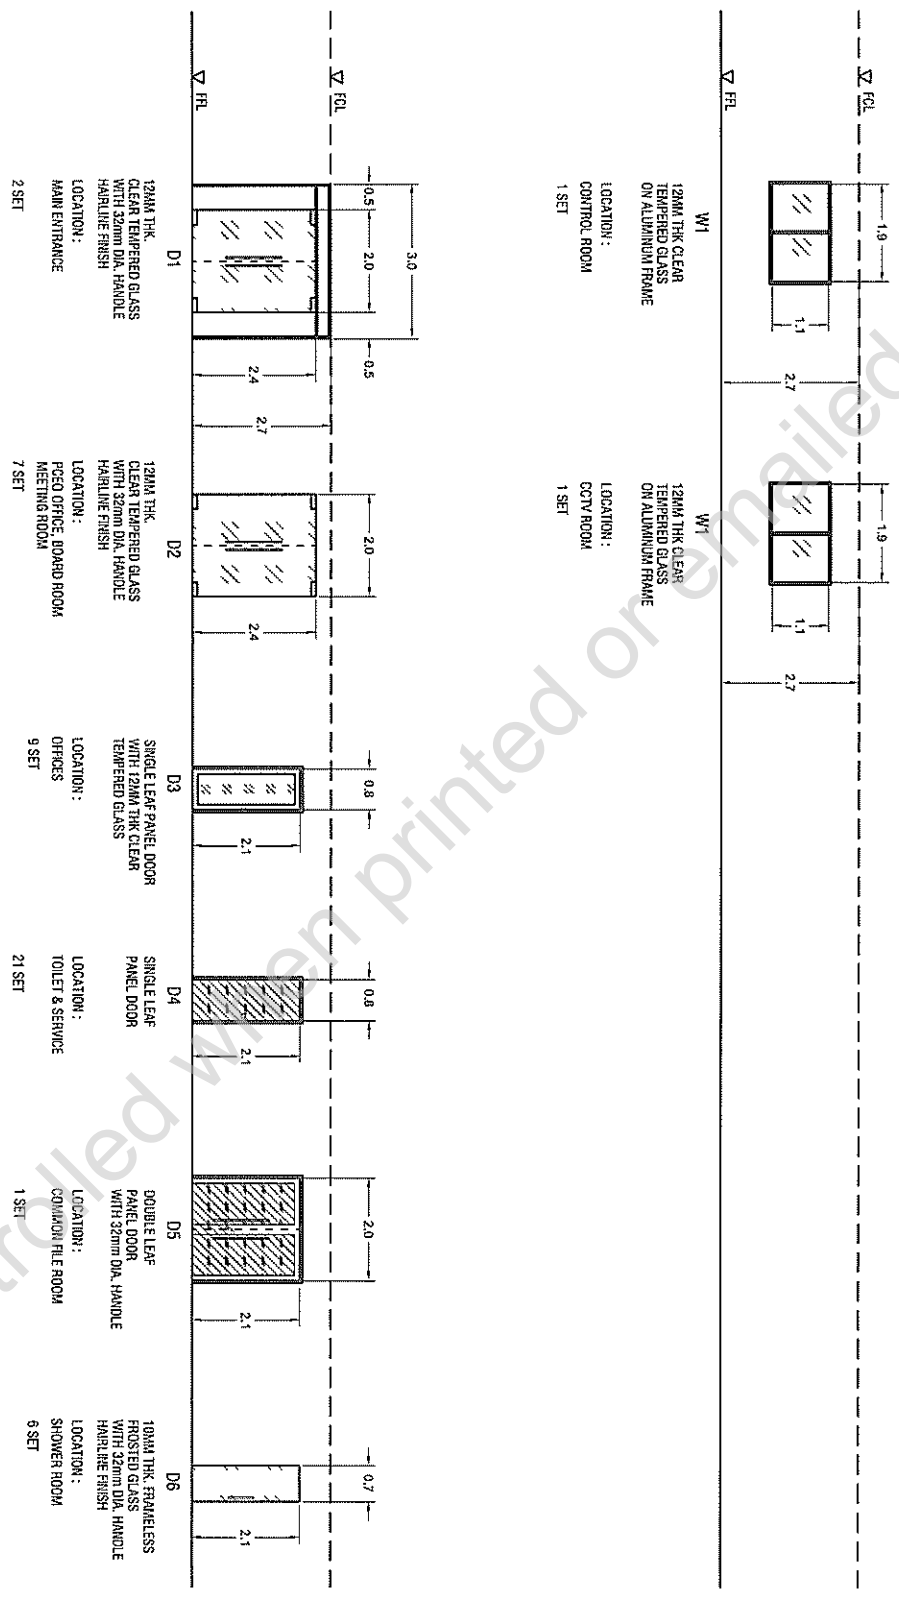 FCL
1.9
1.1
2.7
FFL
W1
12MM THK CLEAR
TEMPERED GLASS
ON ALUMINUM FRAME
LOCATION :
CONTROL ROOM
1 SET
1.9
1.1
2.7
W1
12MM THK CLEAR
TEMPERED GLASS
ON ALUMINUM FRAME
LOCATION :
CCTV ROOM
1 SET
FCL
FFL
3.0
0.5
2.0
0.5
2.4
2.7
D1
12MM THK.
CLEAR TEMPERED GLASS
WITH 32mm DIA. HANDLE
HAIRLINE FINISH
LOCATION :
MAIN ENTRANCE
2 SET
2.0
2.4
D2
12MM THK.
CLEAR TEMPERED GLASS
WITH 32mm DIA. HANDLE
HAIRLINE FINISH
LOCATION :
PCEO OFFICE, BOARD ROOM
MEETING ROOM
7 SET
0.8
2.1
D3
SINGLE LEAF PANEL DOOR
WITH 12MM THK CLEAR
TEMPERED GLASS
LOCATION :
OFFICES
9 SET
0.8
2.1
D4
SINGLE LEAF
PANEL DOOR
LOCATION :
TOILET & SERVICE
21 SET
2.0
2.1
D5
DOUBLE LEAF
PANEL DOOR
WITH 32mm DIA. HANDLE
LOCATION :
COMMON FILE ROOM
1 SET
0.7
2.1
D6
10MM THK. FRAMELESS
FROSTED GLASS
WITH 32mm DIA. HANDLE
HAIRLINE FINISH
LOCATION :
SHOWER ROOM
6 SET
trolled when printed or emailed